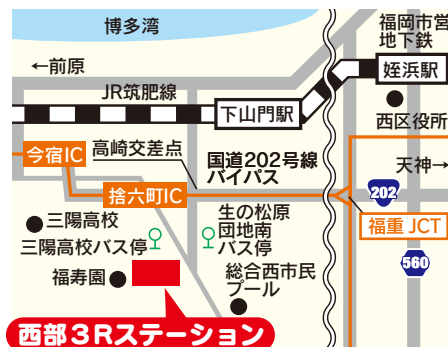 博多湾
福岡市営
地下鉄
←前原
JR筑肥線
姪浜駅
下山門駅
西区役所
今宿IC
高崎交差点
国道202号線
バイパス
天神→
捨六町IC
202
三陽高校
生の松原
団地南
バス停
福重 JCT
三陽高校バス停
560
福寿園
総合西市民
プール
西部3Rステーション